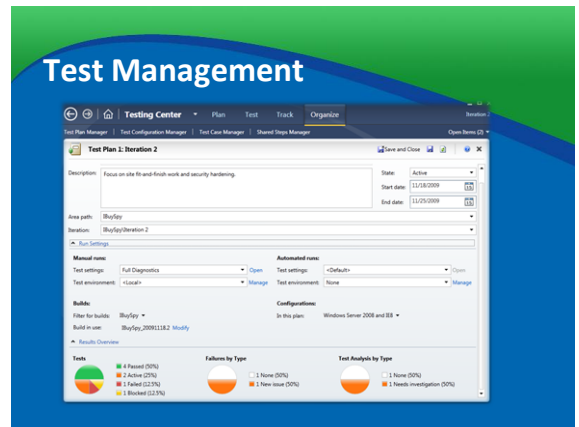 Test Management
Testing Center Plan Test Track Organize Iteration 2
Test Plan Manager | Test Configuration Manager | Test Case Manager | Shared Steps Manager Open Items (2)
Test Plan 1: Iteration 2 Save and Close
Description: Focus on site fit-and-finish work and security hardening. State: Active
Start date: 11/18/2009 15
End date: 11/25/2009 15
Area path: IBuySpy
Iteration: IBuySpy\Iteration 2
Run Settings
Manual runs: Automated runs:
Test settings: Full Diagnostics Open Test settings: <Default> Open
Test environment: <Local> Manage Test environment: None Manage
Builds: Configurations:
Filter for builds: IBuySpy In this plan: Windows Server 2008 and IE8
Build in use: IBuySpy_20091118.2 Modify
Results Overview
Tests Failures by Type Test Analysis by Type
4 Passed (50%)
2 Active (25%) 1 None (50%) 1 None (50%)
1 Failed (12.5%) 1 New issue (50%) 1 Needs investigation (50%)
1 Blocked (12.5%)